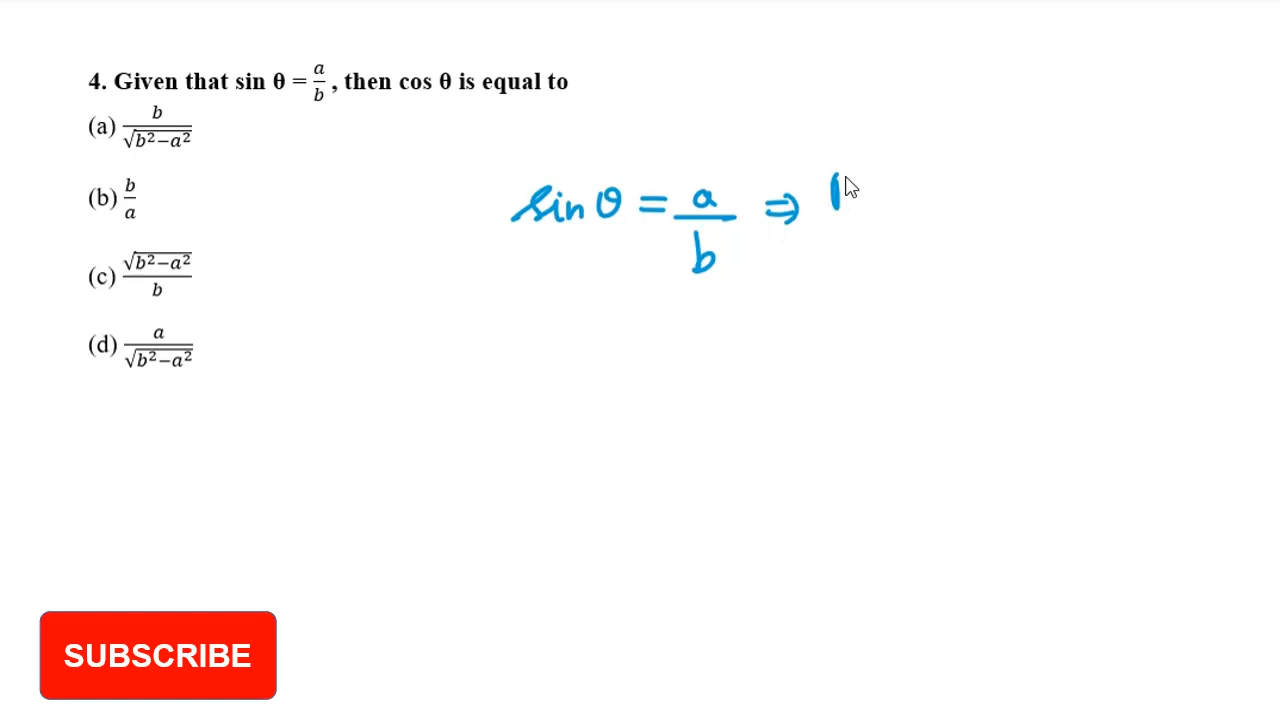 4. Given that sin θ = a/b , then cos θ is equal to
(a) b/√b²−a²
(b) b/a
(c) √b²−a²/b
(d) a/√b²−a²
sin θ = a/b ⇒
SUBSCRIBE